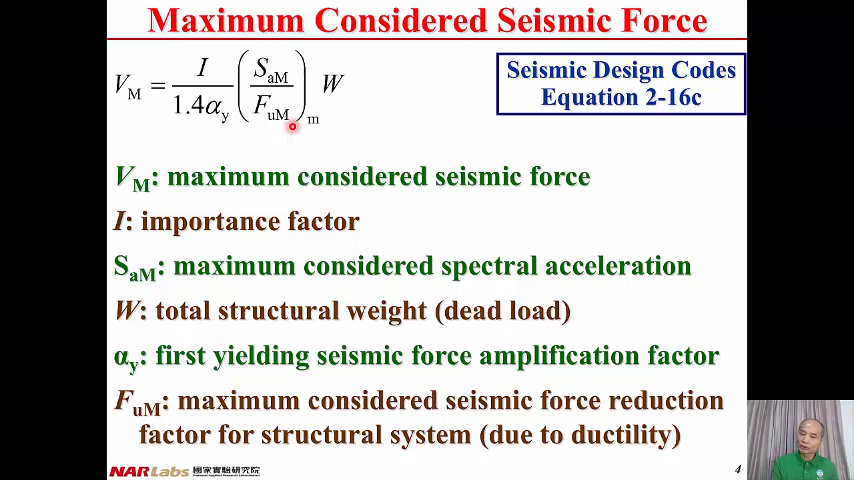 Maximum Considered Seismic Force
V_M = I / 1.4α_y (S_aM / F_uM)_m W
Seismic Design Codes
Equation 2-16c
V_M: maximum considered seismic force
I: importance factor
S_aM: maximum considered spectral acceleration
W: total structural weight (dead load)
α_y: first yielding seismic force amplification factor
F_uM: maximum considered seismic force reduction
factor for structural system (due to ductility)
NARLabs 國家實驗研究院
4